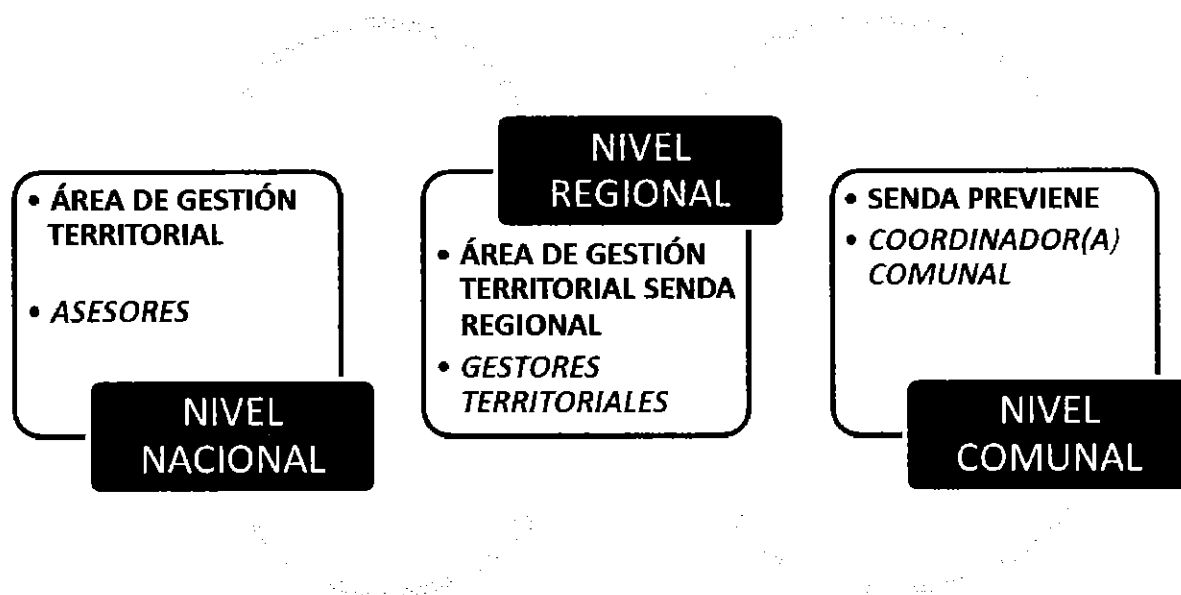 • ÁREA DE GESTIÓN
TERRITORIAL
• ASESORES
NIVEL
NACIONAL
NIVEL
REGIONAL
• ÁREA DE GESTIÓN
TERRITORIAL SENDA
REGIONAL
• GESTORES
TERRITORIALES
• SENDA PREVIENE
• COORDINADOR(A)
COMUNAL
NIVEL
COMUNAL